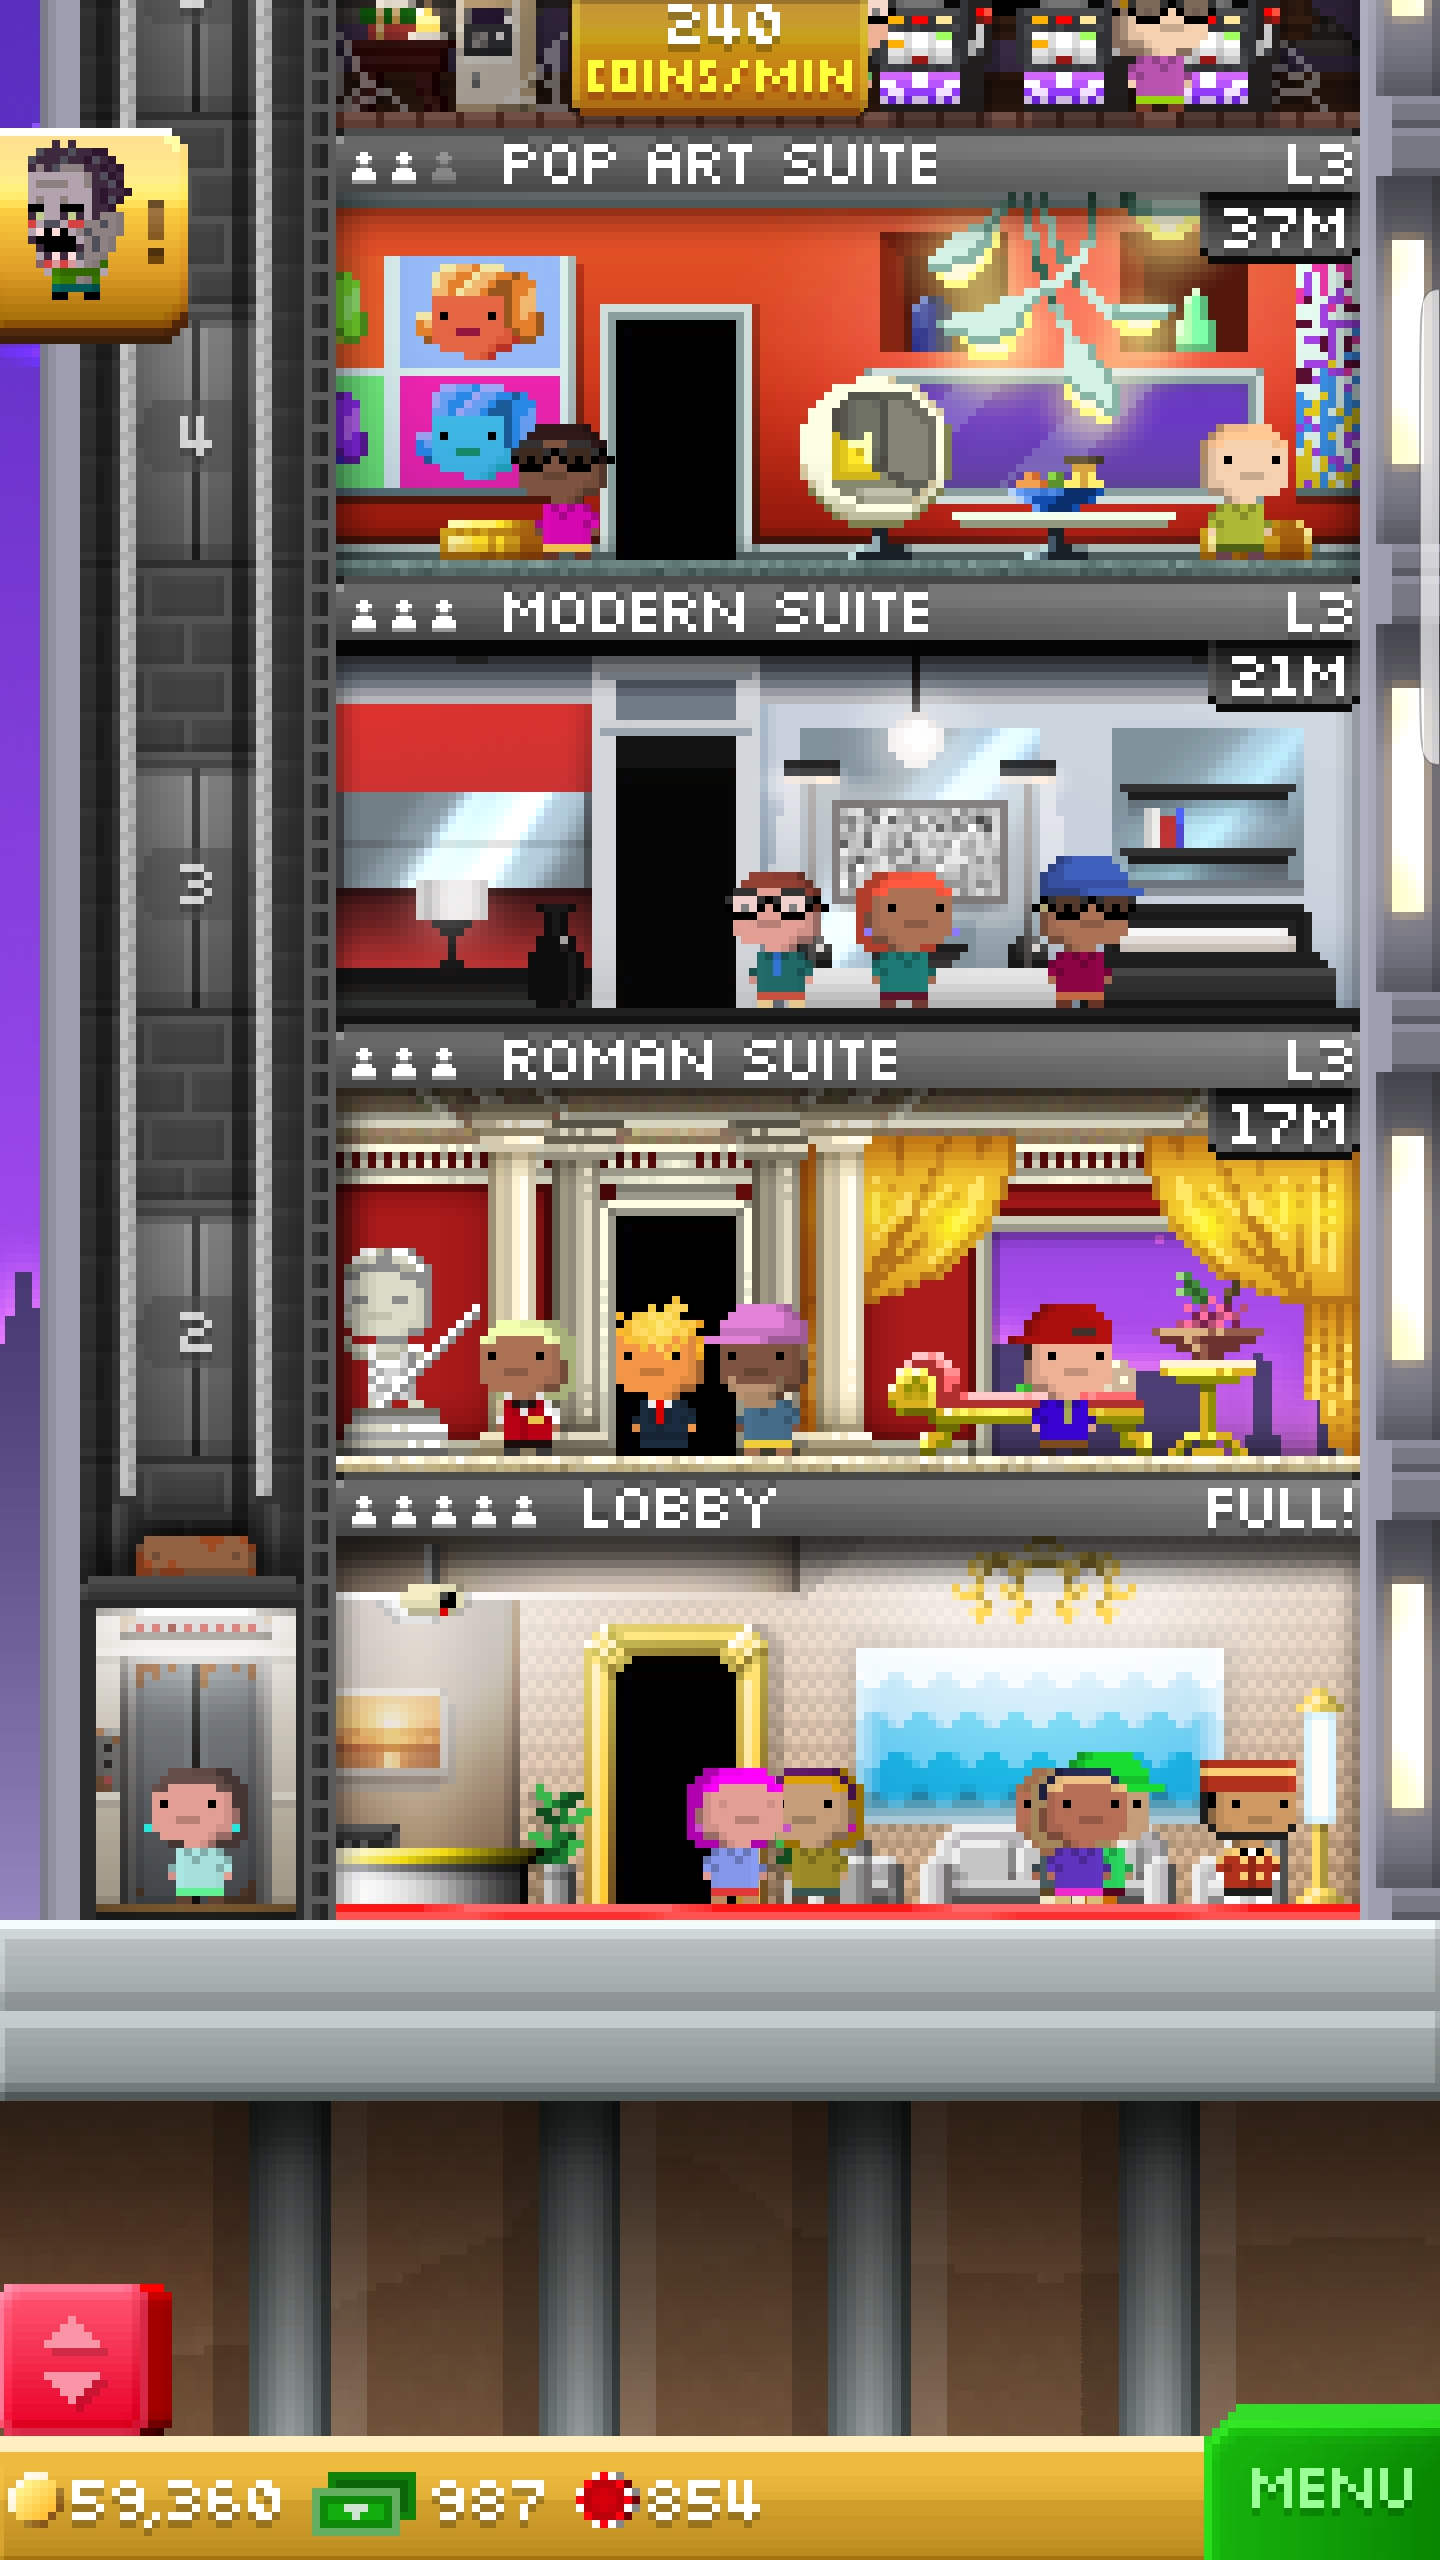 240
COINS/MIN
POP ART SUITE L3
37M
!
4
MODERN SUITE L3
21M
3
ROMAN SUITE L3
17M
2
LOBBY FULL!
59,360 987 854
MENU